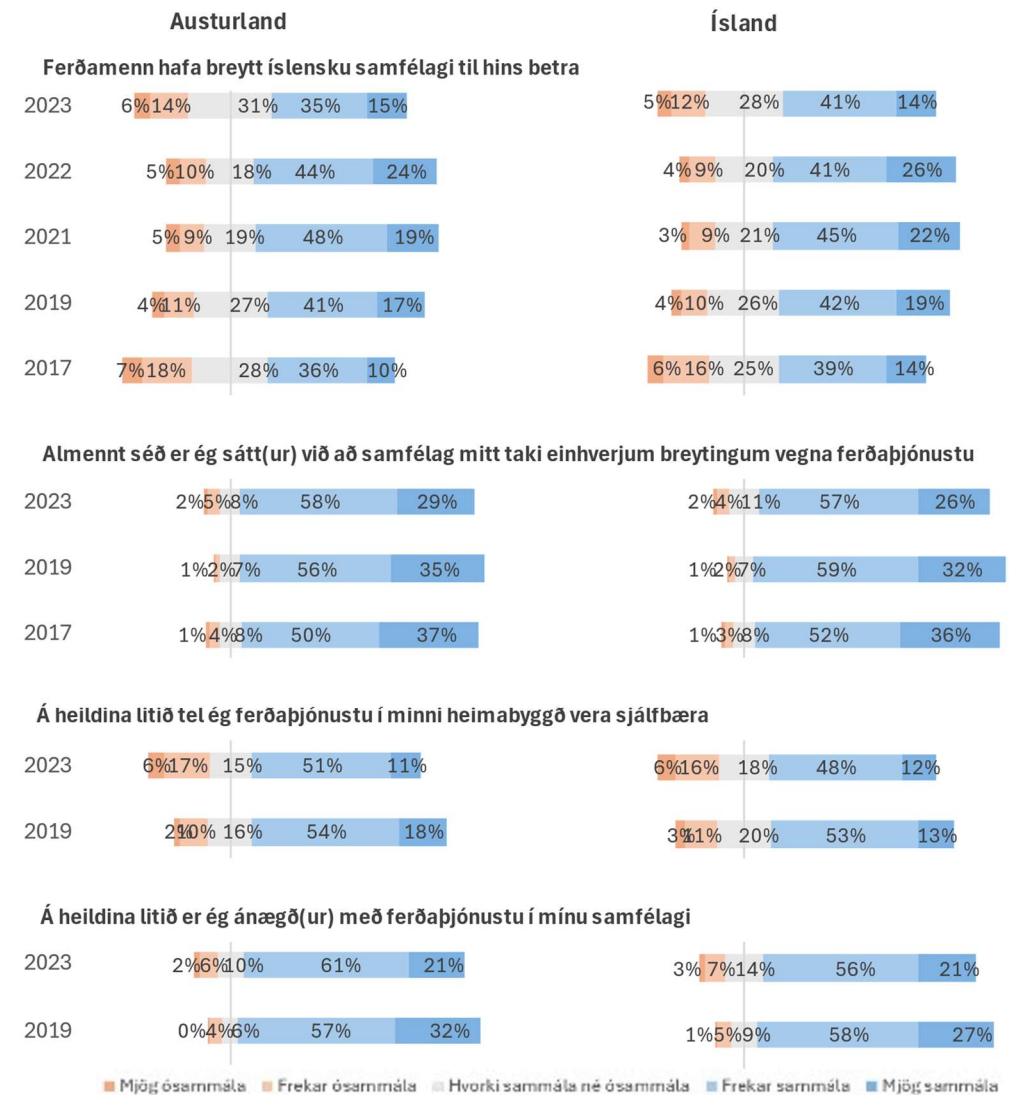 Austurland Ísland
Ferðamenn hafa breytt íslensku samfélagi til hins betra
2023 6% 14% 31% 35% 15% 5% 12% 28% 41% 14%
2022 5% 10% 18% 44% 24% 4% 9% 20% 41% 26%
2021 5% 9% 19% 48% 19% 3% 9% 21% 45% 22%
2019 4% 11% 27% 41% 17% 4% 10% 26% 42% 19%
2017 7% 18% 28% 36% 10% 6% 16% 25% 39% 14%
Almennt séð er ég sátt(ur) við að samfélag mitt taki einhverjum breytingum vegna ferðaþjónustu
2023 2% 5% 8% 58% 29% 2% 4% 11% 57% 26%
2019 1% 2% 7% 56% 35% 1% 2% 7% 59% 32%
2017 1% 4% 8% 50% 37% 1% 3% 8% 52% 36%
Á heildina litið tel ég ferðaþjónustu í minni heimabyggð vera sjálfbæra
2023 6% 17% 15% 51% 11% 6% 16% 18% 48% 12%
2019 2% 10% 16% 54% 18% 3% 11% 20% 53% 13%
Á heildina litið er ég ánægð(ur) með ferðaþjónustu í mínu samfélagi
2023 2% 6% 10% 61% 21% 3% 7% 14% 56% 21%
2019 0% 4% 6% 57% 32% 1% 5% 9% 58% 27%
Mjög ósammála Frekar ósammála Hvorki sammála né ósammála Frekar sammála Mjög sammála